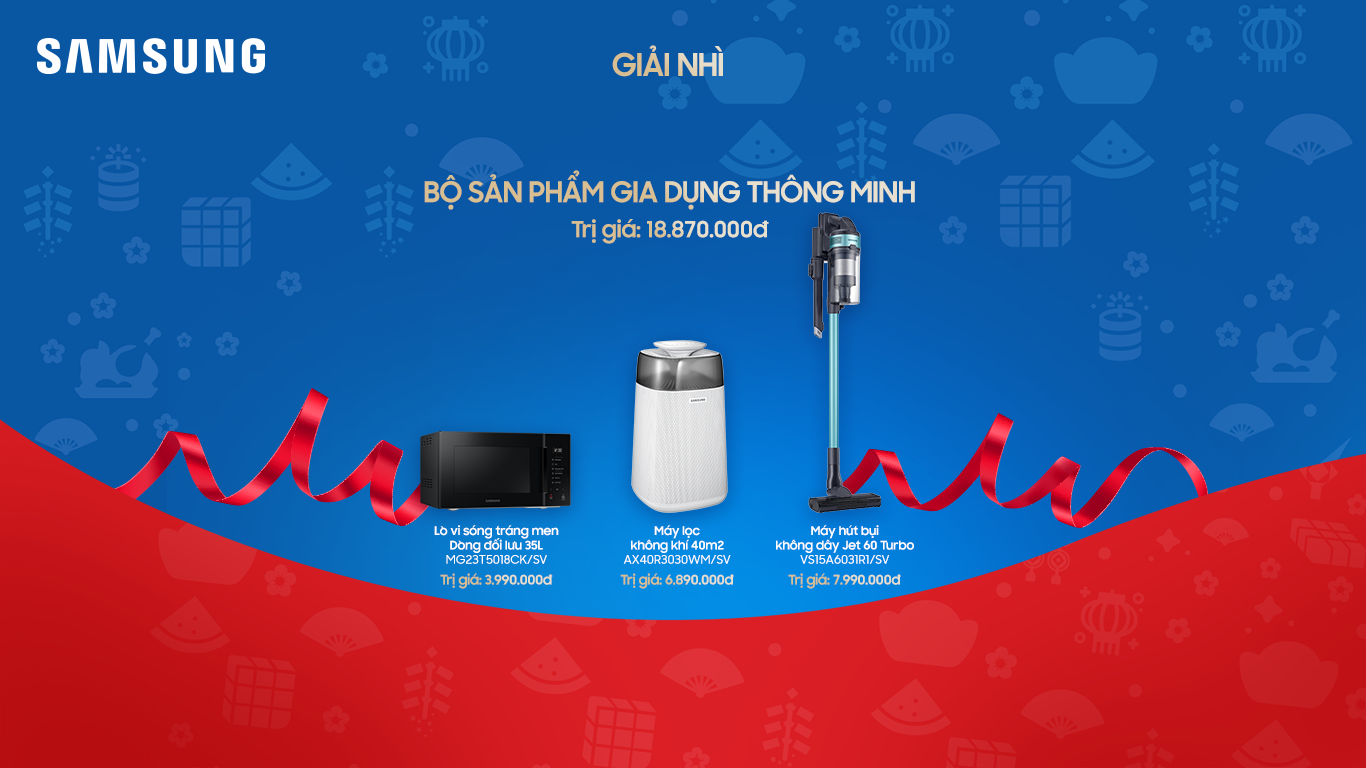 SAMSUNG
GIẢI NHÌ
BỘ SẢN PHẨM GIA DỤNG THÔNG MINH
Trị giá: 18.870.000đ
SAMSUNG
SAMSUNG
Lò vi sóng tráng men
Dòng đối lưu 35L
MG23T5018CK/SV
Trị giá: 3.990.000đ
Máy lọc
không khí 40m2
AX40R3030WM/SV
Trị giá: 6.890.000đ
Máy hút bụi
không dây Jet 60 Turbo
VS15A6031R1/SV
Trị giá: 7.990.000đ